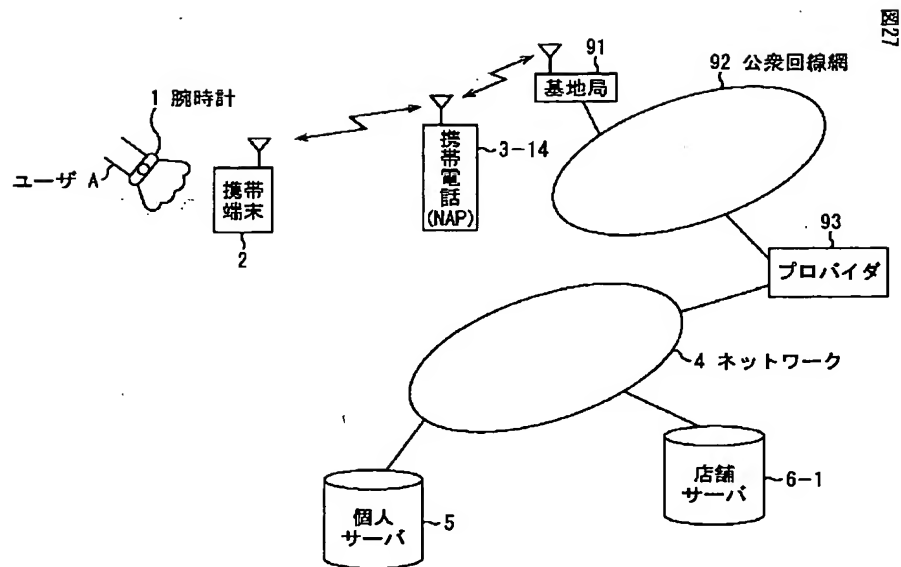 図27
91
92 公衆回線網
基地局
1 腕時計
携帯電話
(NAP)
3-14
ユーザ A
携帯
端末
2
93
プロバイダ
4 ネットワーク
店舗
サーバ
6-1
個人
サーバ
5